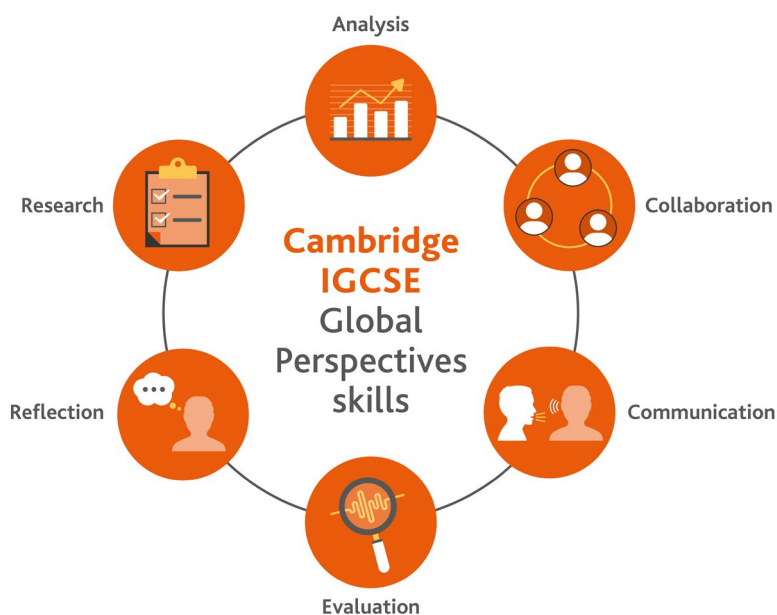 Analysis
Collaboration
Communication
Evaluation
Reflection
Research
Cambridge
IGCSE
Global
Perspectives
skills